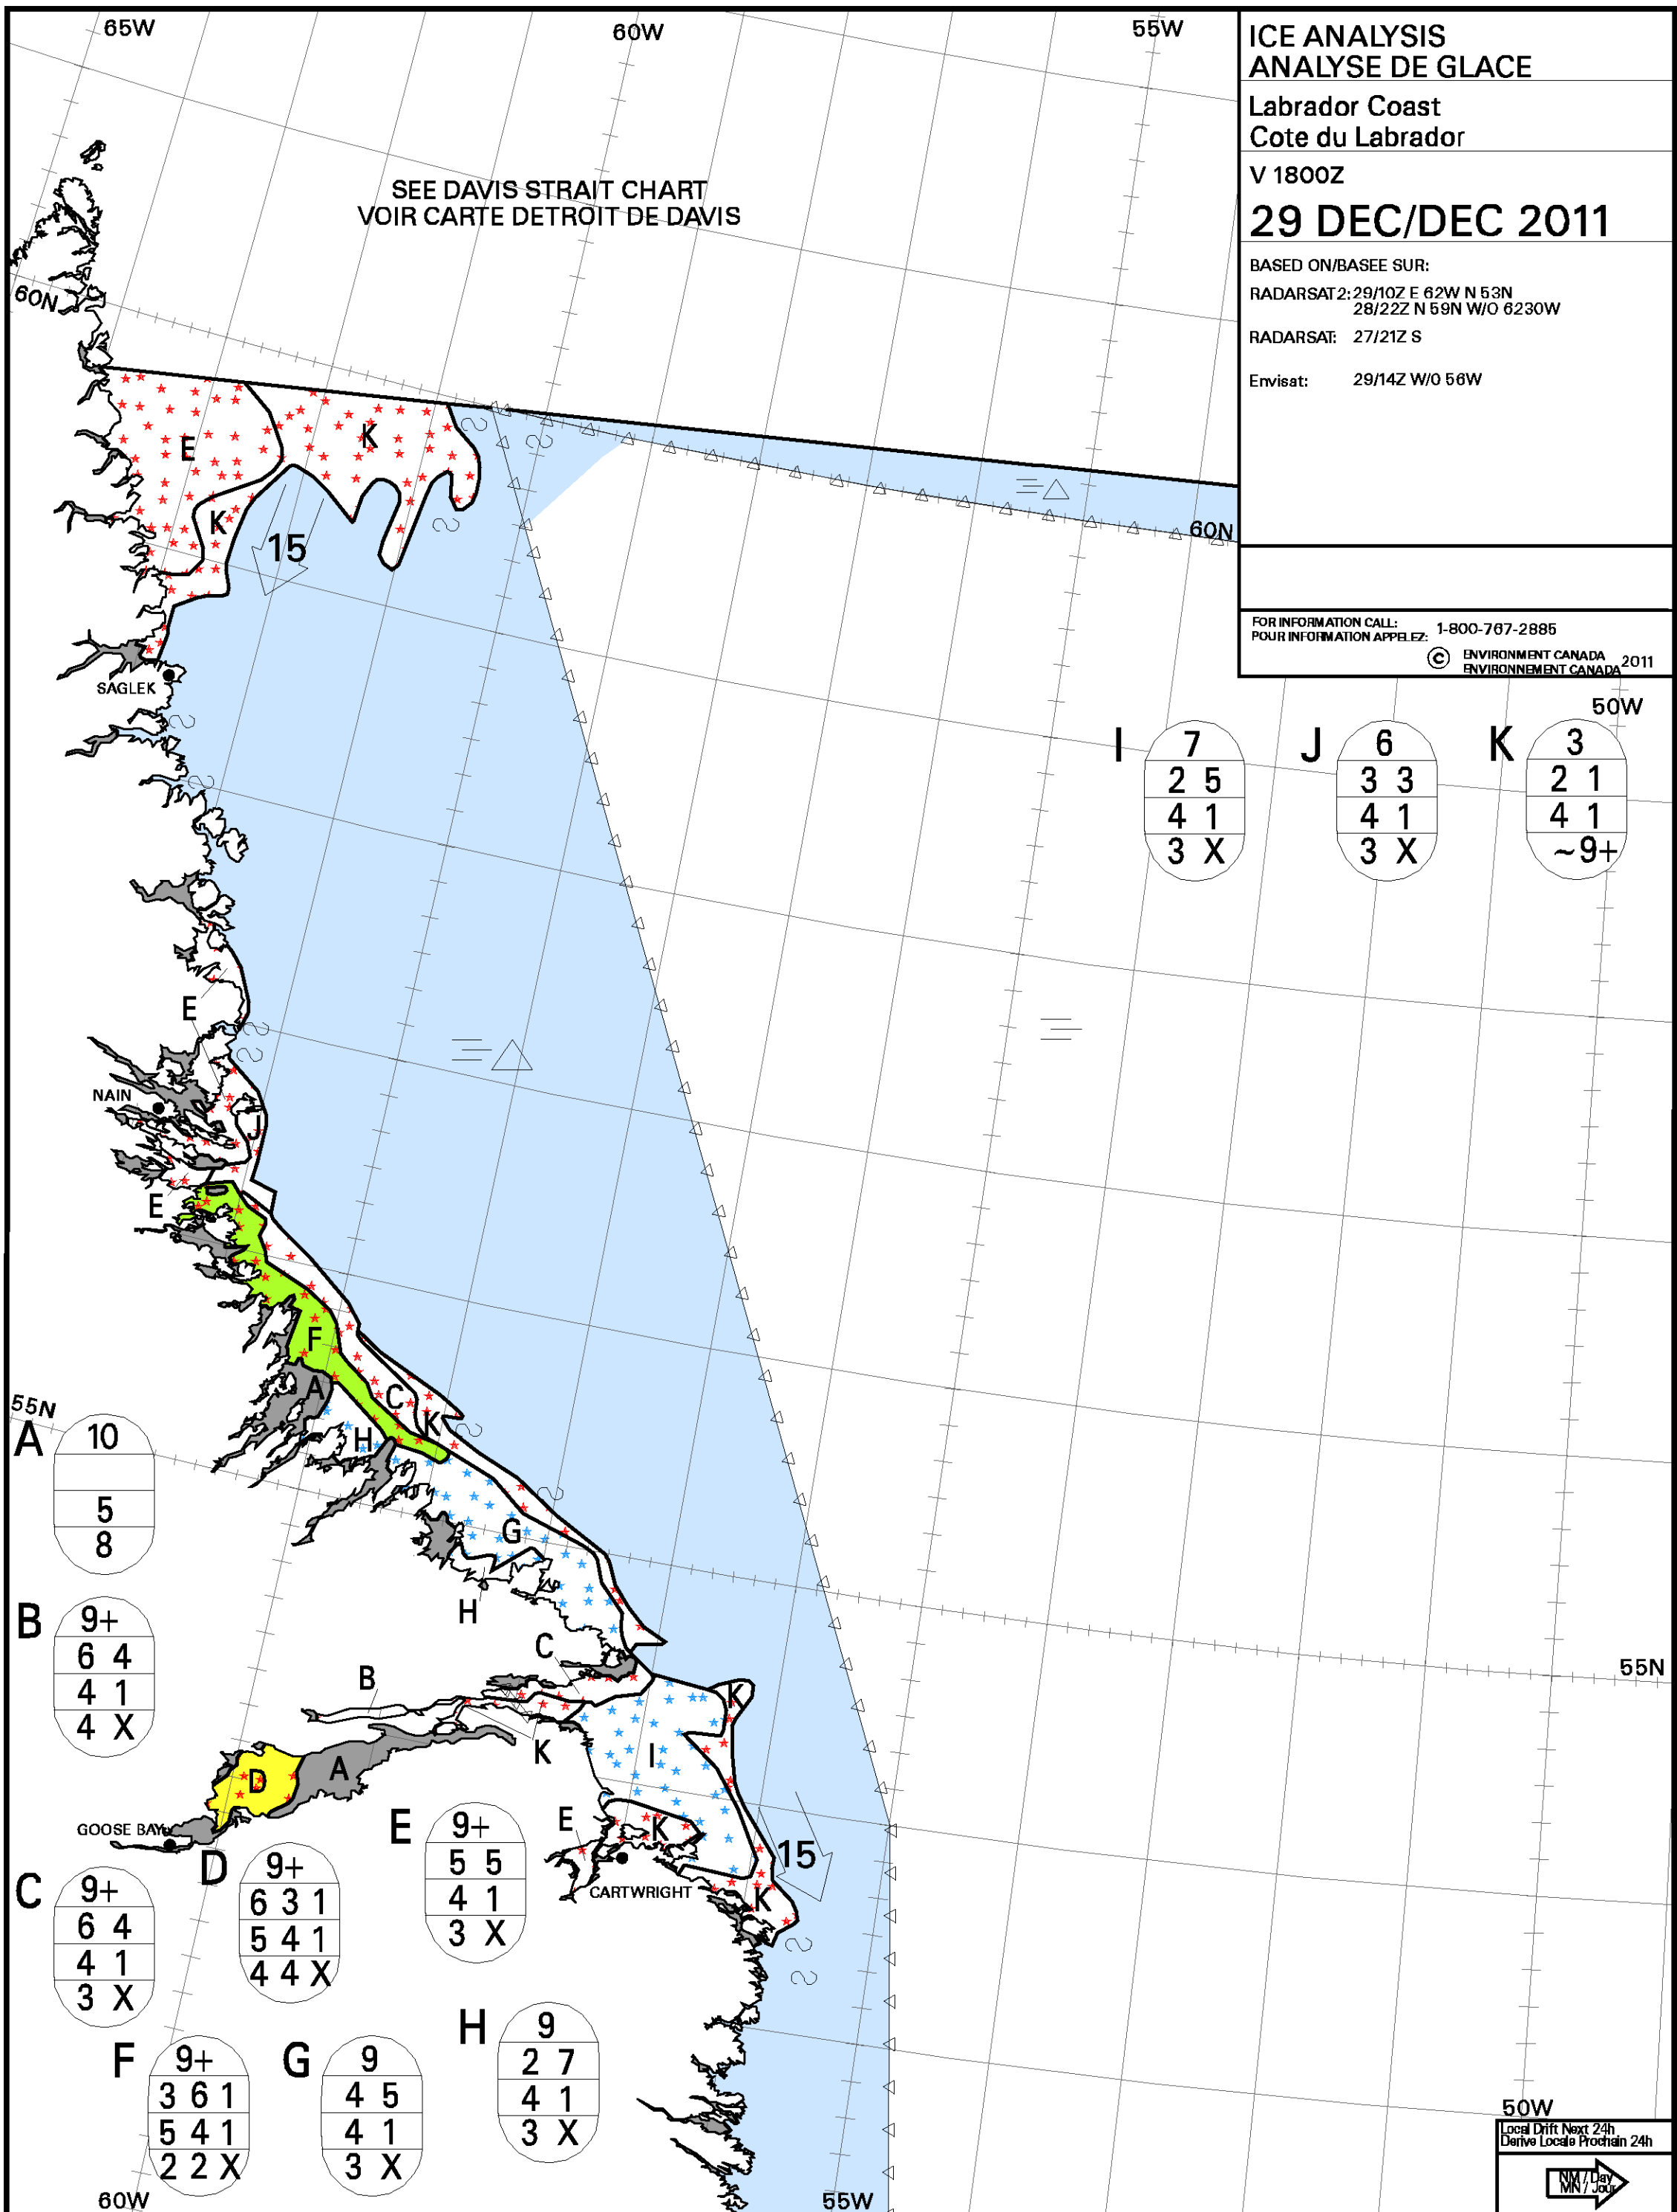 65W
60W
55W
ICE ANALYSIS
ANALYSE DE GLACE
Labrador Coast
Cote du Labrador
V 1800Z
29 DEC/DEC 2011
BASED ON/BASEE SUR:
RADARSAT2: 29/10Z E 62W N 53N
28/22Z N 59N W/O 6230W
RADARSAT: 27/21Z S
Envisat: 29/14Z W/O 56W
FOR INFORMATION CALL:
POUR INFORMATION APPELEZ: 1-800-767-2885
© ENVIRONMENT CANADA
ENVIRONNEMENT CANADA 2011
SEE DAVIS STRAIT CHART
VOIR CARTE DETROIT DE DAVIS
60N
E
K
K
15
60N
SAGLEK
50W
I
7
2 5
4 1
3 X
J
6
3 3
4 1
3 X
K
3
2 1
4 1
~9+
E
NAIN
J
E
F
A
C
K
H
55N
A
10
5
8
G
H
B
9+
6 4
4 1
4 X
C
B
K
K
I
55N
D
A
GOOSE BAY
E
K
15
CARTWRIGHT
K
C
9+
6 4
4 1
3 X
D
9+
6 3 1
5 4 1
4 4 X
E
9+
5 5
4 1
3 X
F
9+
3 6 1
5 4 1
2 2 X
G
9
4 5
4 1
3 X
H
9
2 7
4 1
3 X
60W
55W
50W
Local Drift Next 24h
Derive Locale Prochain 24h
NM / Day
MN / Jour